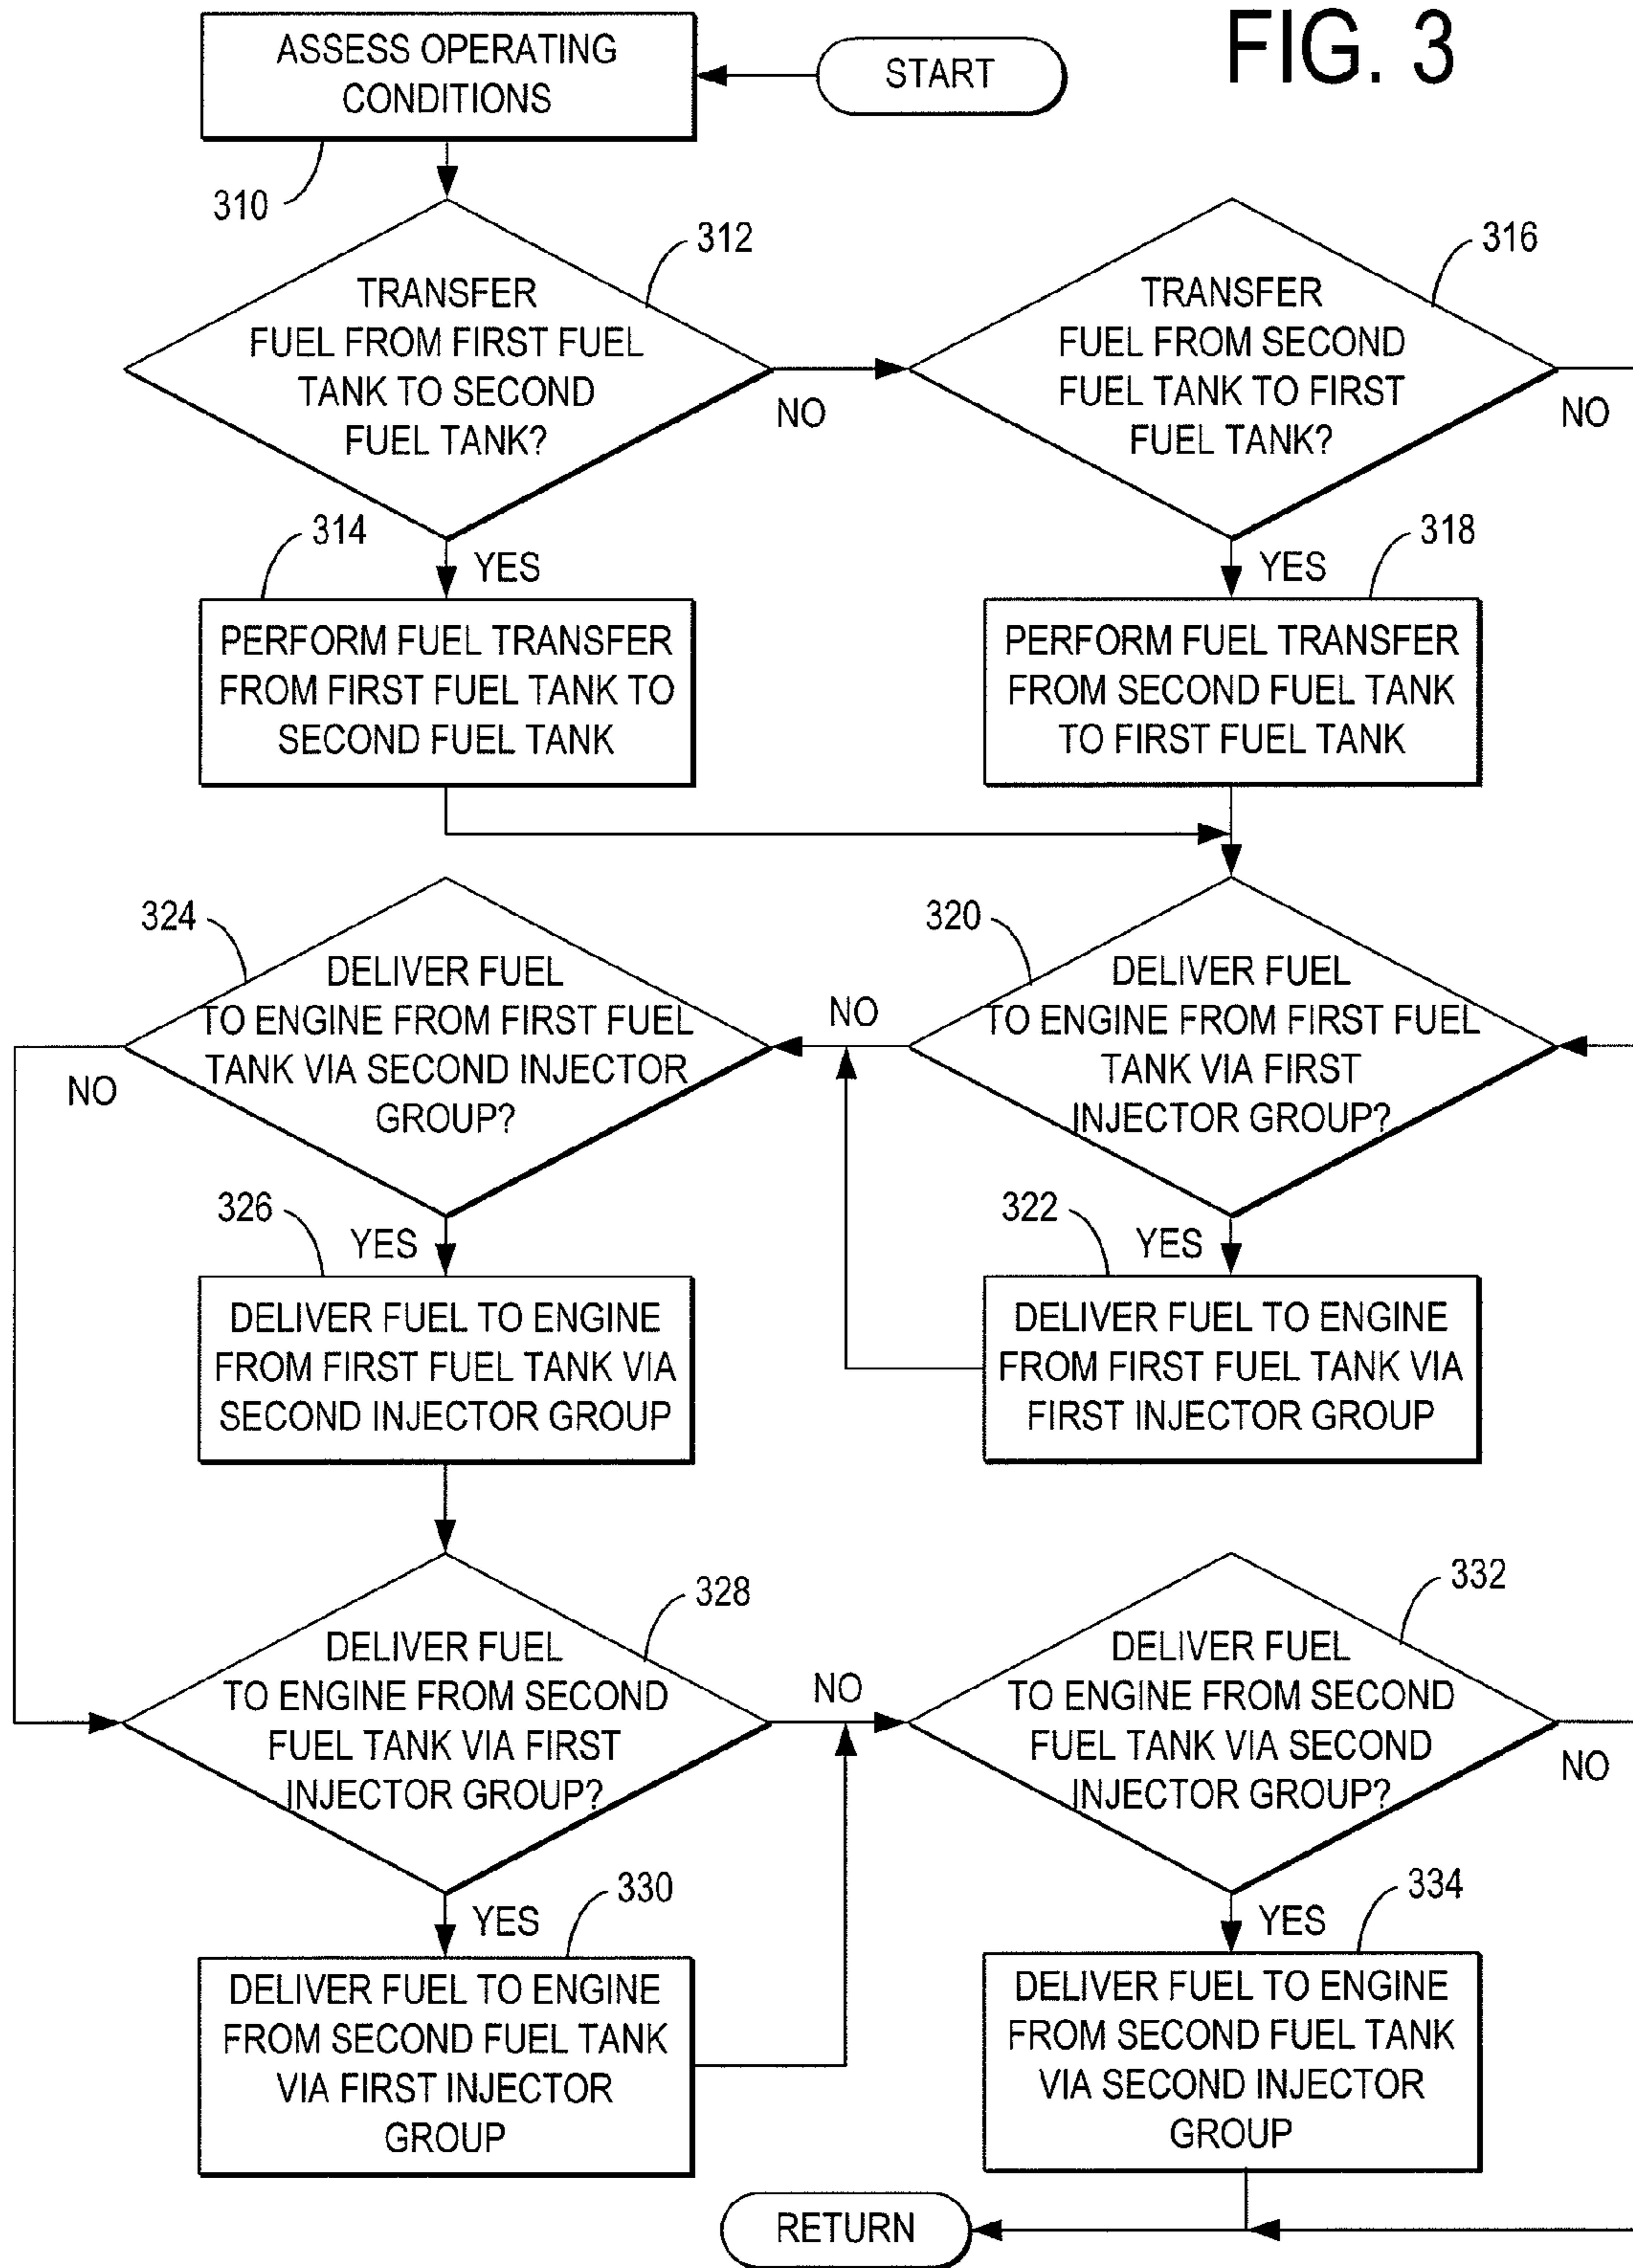 FIG. 3
START
ASSESS OPERATING
CONDITIONS
310
312
TRANSFER
FUEL FROM FIRST FUEL
TANK TO SECOND
FUEL TANK?
NO
YES
316
TRANSFER
FUEL FROM SECOND
FUEL TANK TO FIRST
FUEL TANK?
NO
YES
314
PERFORM FUEL TRANSFER
FROM FIRST FUEL TANK TO
SECOND FUEL TANK
318
PERFORM FUEL TRANSFER
FROM SECOND FUEL TANK
TO FIRST FUEL TANK
320
DELIVER FUEL
TO ENGINE FROM FIRST FUEL
TANK VIA FIRST
INJECTOR GROUP?
NO
YES
322
DELIVER FUEL TO ENGINE
FROM FIRST FUEL TANK VIA
FIRST INJECTOR GROUP
324
DELIVER FUEL
TO ENGINE FROM FIRST FUEL
TANK VIA SECOND INJECTOR
GROUP?
NO
YES
326
DELIVER FUEL TO ENGINE
FROM FIRST FUEL TANK VIA
SECOND INJECTOR GROUP
328
DELIVER FUEL
TO ENGINE FROM SECOND
FUEL TANK VIA FIRST
INJECTOR GROUP?
NO
YES
330
DELIVER FUEL TO ENGINE
FROM SECOND FUEL TANK
VIA FIRST INJECTOR
GROUP
332
DELIVER FUEL
TO ENGINE FROM SECOND
FUEL TANK VIA SECOND
INJECTOR GROUP?
NO
YES
334
DELIVER FUEL TO ENGINE
FROM SECOND FUEL TANK
VIA SECOND INJECTOR
GROUP
RETURN